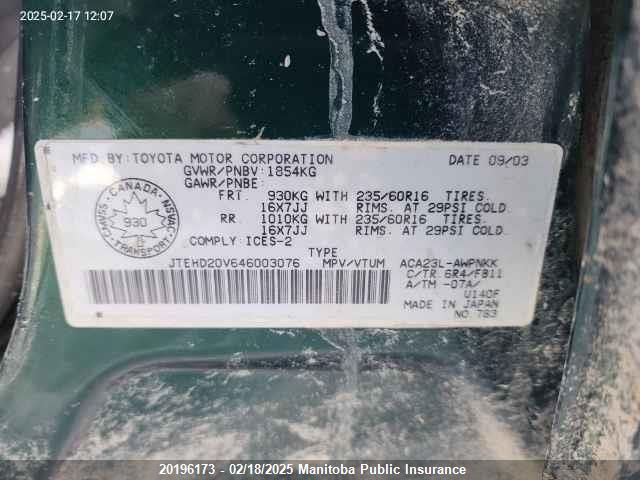 2025-02-17 12:07
MFD BY:TOYOTA MOTOR CORPORATION DATE 09/03
GVWR/PNBV:1854KG
GAWR/PNBE:
FRT. 930KG WITH 235/60R16 TIRES.
16X7JJ RIMS. AT 29PSI COLD.
RR. 1010KG WITH 235/60R16 TIRES.
16X7JJ RIMS. AT 29PSI COLD.
COMPLY:ICES-2
CANADA
930
TRANSPORT
CMVSS
NSVAC
TYPE
JTEHD20V646003076 MPV/VTUM ACA23L-AWPNKK
C/TR 6R4/FB11
A/TM -07A/
U140F
MADE IN JAPAN
NO 783
20196173 - 02/18/2025 Manitoba Public Insurance